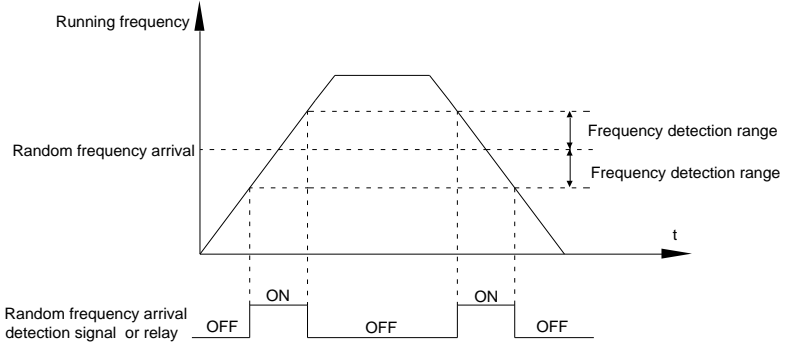 Running frequency
Frequency detection range
Random frequency arrival
Frequency detection range
t
ON
ON
Random frequency arrival
detection signal or relay
OFF
OFF
OFF